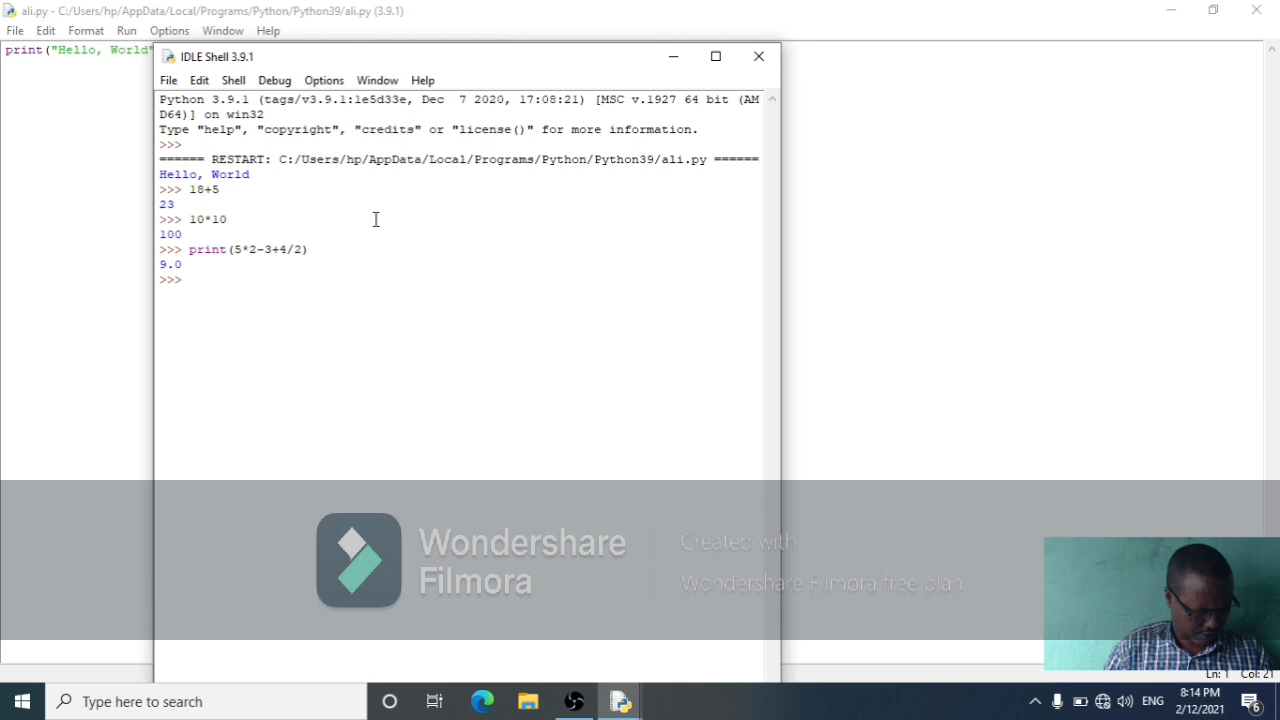 ali.py - C:/Users/hp/AppData/Local/Programs/Python/Python39/ali.py (3.9.1)
File Edit Format Run Options Window Help
print("Hello, World"
IDLE Shell 3.9.1
File Edit Shell Debug Options Window Help
Python 3.9.1 (tags/v3.9.1:1e5d33e, Dec  7 2020, 17:08:21) [MSC v.1927 64 bit (AM
D64)] on win32
Type "help", "copyright", "credits" or "license()" for more information.
>>>
====== RESTART: C:/Users/hp/AppData/Local/Programs/Python/Python39/ali.py ======
Hello, World
>>> 18+5
23
>>> 10*10
100
>>> print(5*2-3+4/2)
9.0
>>>
Wondershare
Filmora
Created with
Wondershare Filmora free plan
Ln: 1 Col: 21
Type here to search
ENG
8:14 PM
2/12/2021
6